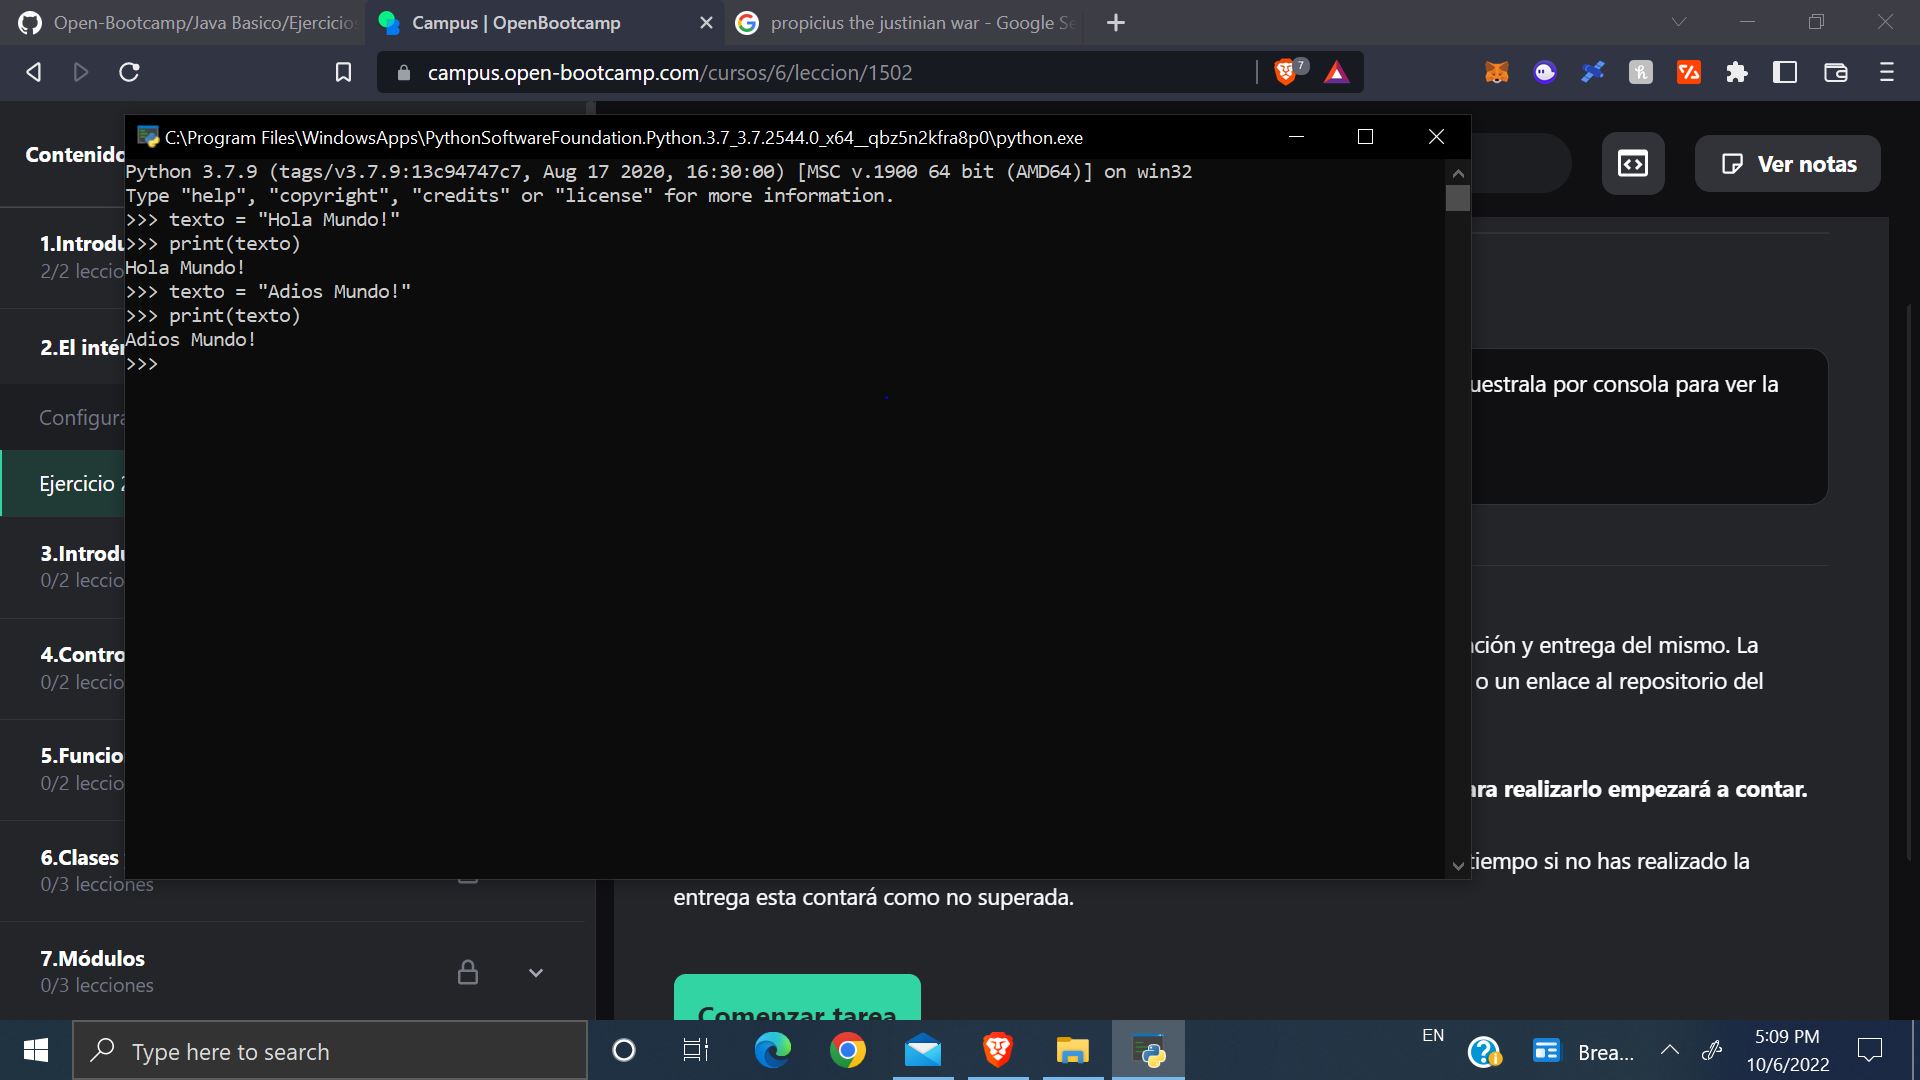 Open-Bootcamp/Java Basico/Ejercicio
Campus | OpenBootcamp
propicius the justinian war - Google Se
campus.open-bootcamp.com/cursos/6/leccion/1502
7
C:\Program Files\WindowsApps\PythonSoftwareFoundation.Python.3.7_3.7.2544.0_x64__qbz5n2kfra8p0\python.exe
Python 3.7.9 (tags/v3.7.9:13c94747c7, Aug 17 2020, 16:30:00) [MSC v.1900 64 bit (AMD64)] on win32
Type "help", "copyright", "credits" or "license" for more information.
>>> texto = "Hola Mundo!"
>>> print(texto)
Hola Mundo!
>>> texto = "Adios Mundo!"
>>> print(texto)
Adios Mundo!
>>>
Contenido
Ver notas
1.Introdu
2/2 leccio
2.El intér
Configura
Ejercicio 2
3.Introdu
0/2 leccio
4.Contro
0/2 leccio
5.Funcio
0/2 leccio
6.Clases
0/3 lecciones
7.Módulos
0/3 lecciones
uestrala por consola para ver la
ción y entrega del mismo. La
o un enlace al repositorio del
ara realizarlo empezará a contar.
tiempo si no has realizado la
entrega esta contará como no superada.
Comenzar tarea
Type here to search
EN
Brea...
5:09 PM
10/6/2022